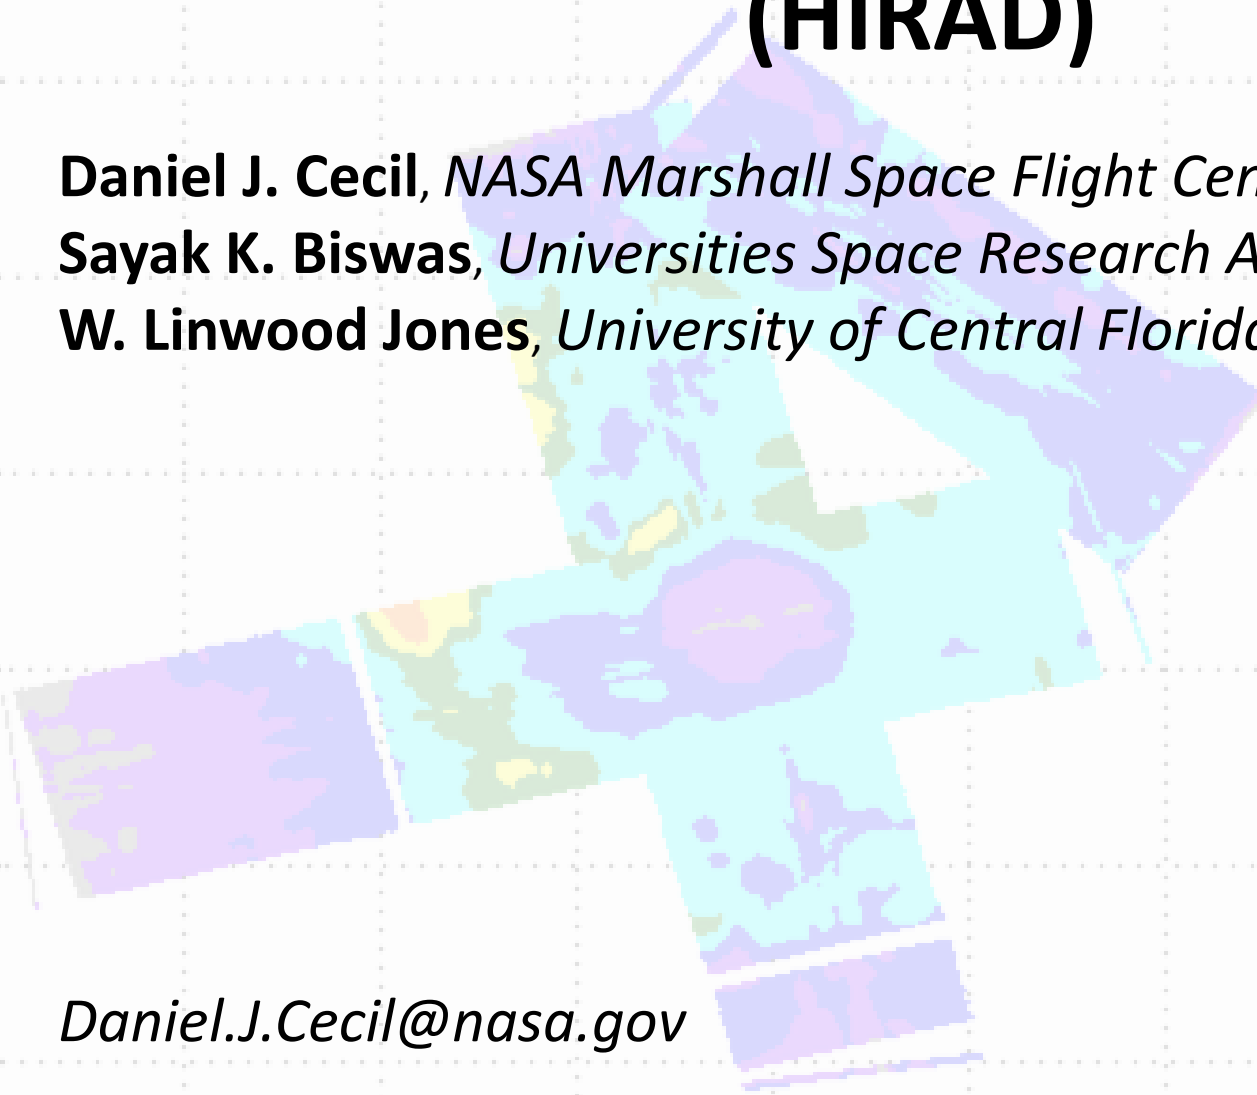 (HIRAD)
Daniel J. Cecil, NASA Marshall Space Flight Cen
Sayak K. Biswas, Universities Space Research A
W. Linwood Jones, University of Central Florida
Daniel.J.Cecil@nasa.gov